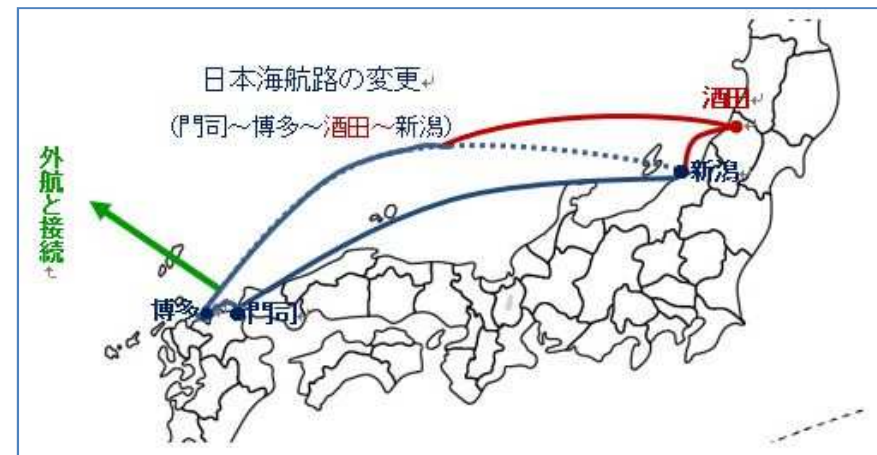 日本海航路の変更
(門司～博多～酒田～新潟)
酒田
新潟
外航と接続
博多
門司